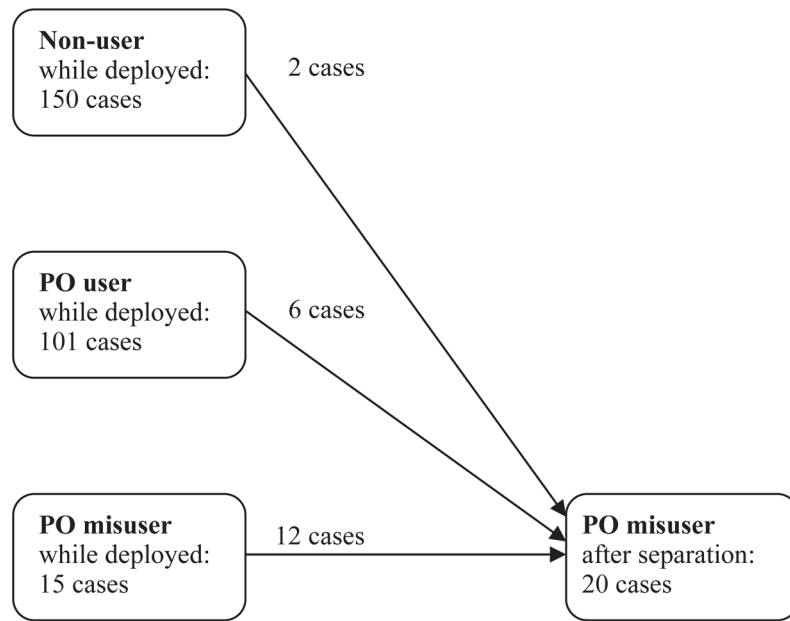 Non-user
while deployed:
150 cases
2 cases
PO user
while deployed:
101 cases
6 cases
PO misuser
while deployed:
15 cases
12 cases
PO misuser
after separation:
20 cases